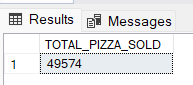 Results Messages
TOTAL_PIZZA_SOLD
1 49574